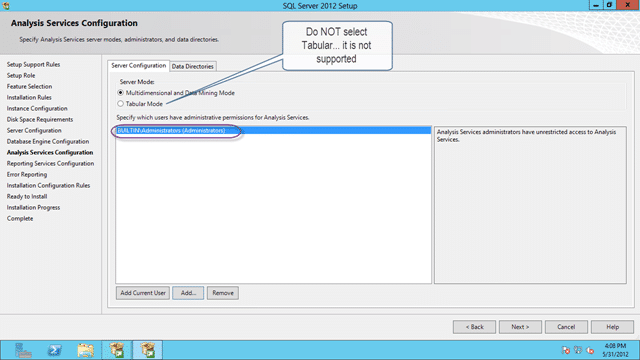 SQL Server 2012 Setup
Analysis Services Configuration
Specify Analysis Services server modes, administrators, and data directories.
Do NOT select
Tabular... it is not
supported
Setup Support Rules
Setup Role
Feature Selection
Installation Rules
Instance Configuration
Disk Space Requirements
Server Configuration
Database Engine Configuration
Analysis Services Configuration
Reporting Services Configuration
Error Reporting
Installation Configuration Rules
Ready to Install
Installation Progress
Complete
Server Configuration Data Directories
Server Mode:
Multidimensional and Data Mining Mode
Tabular Mode
Specify which users have administrative permissions for Analysis Services.
BUILTIN\Administrators (Administrators)
Analysis Services administrators have unrestricted access to Analysis
Services.
Add Current User Add... Remove
< Back Next > Cancel Help
4:08 PM
5/31/2012